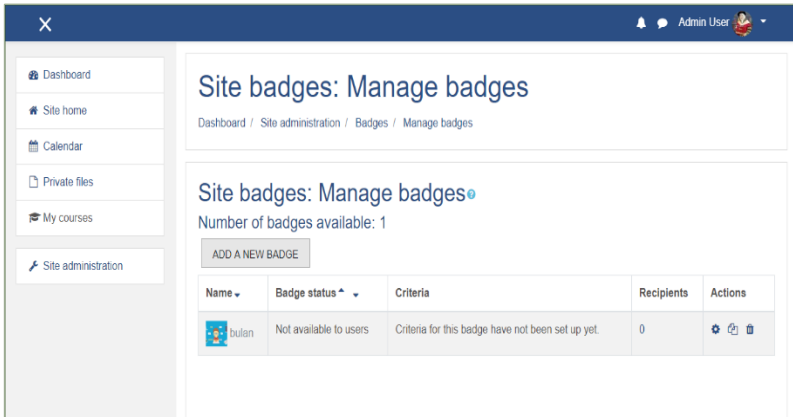 Admin User
Dashboard
Site home
Calendar
Private files
My courses
Site administration
Site badges: Manage badges
Dashboard / Site administration / Badges / Manage badges
Site badges: Manage badges
Number of badges available: 1
ADD A NEW BADGE
Name Badge status Criteria Recipients Actions
bulan Not available to users Criteria for this badge have not been set up yet. 0